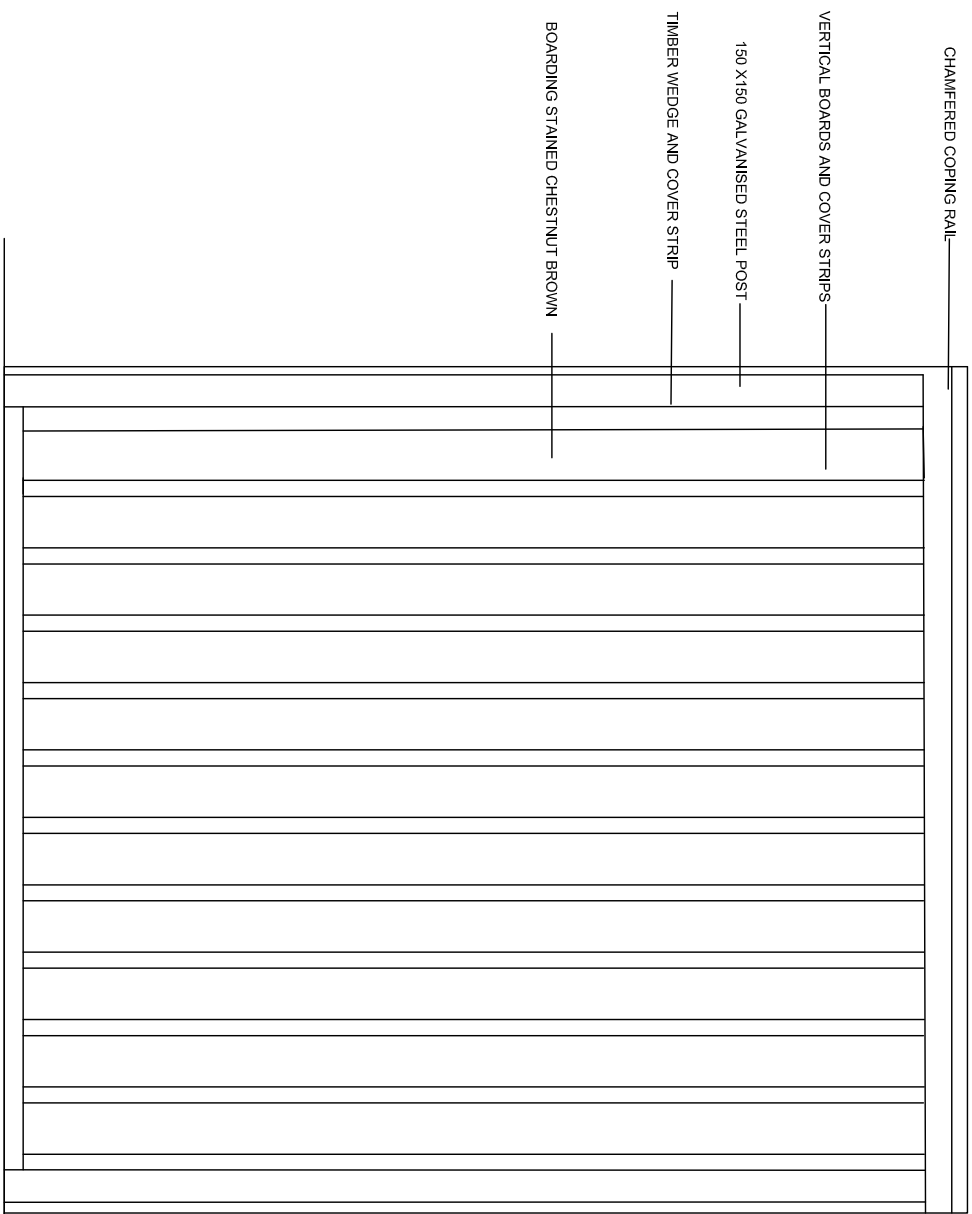 CHAMFERED COPING RAIL
VERTICAL BOARDS AND COVER STRIPS
150 X150 GALVANISED STEEL POST
TIMBER WEDGE AND COVER STRIP
BOARDING STAINED CHESTNUT BROWN